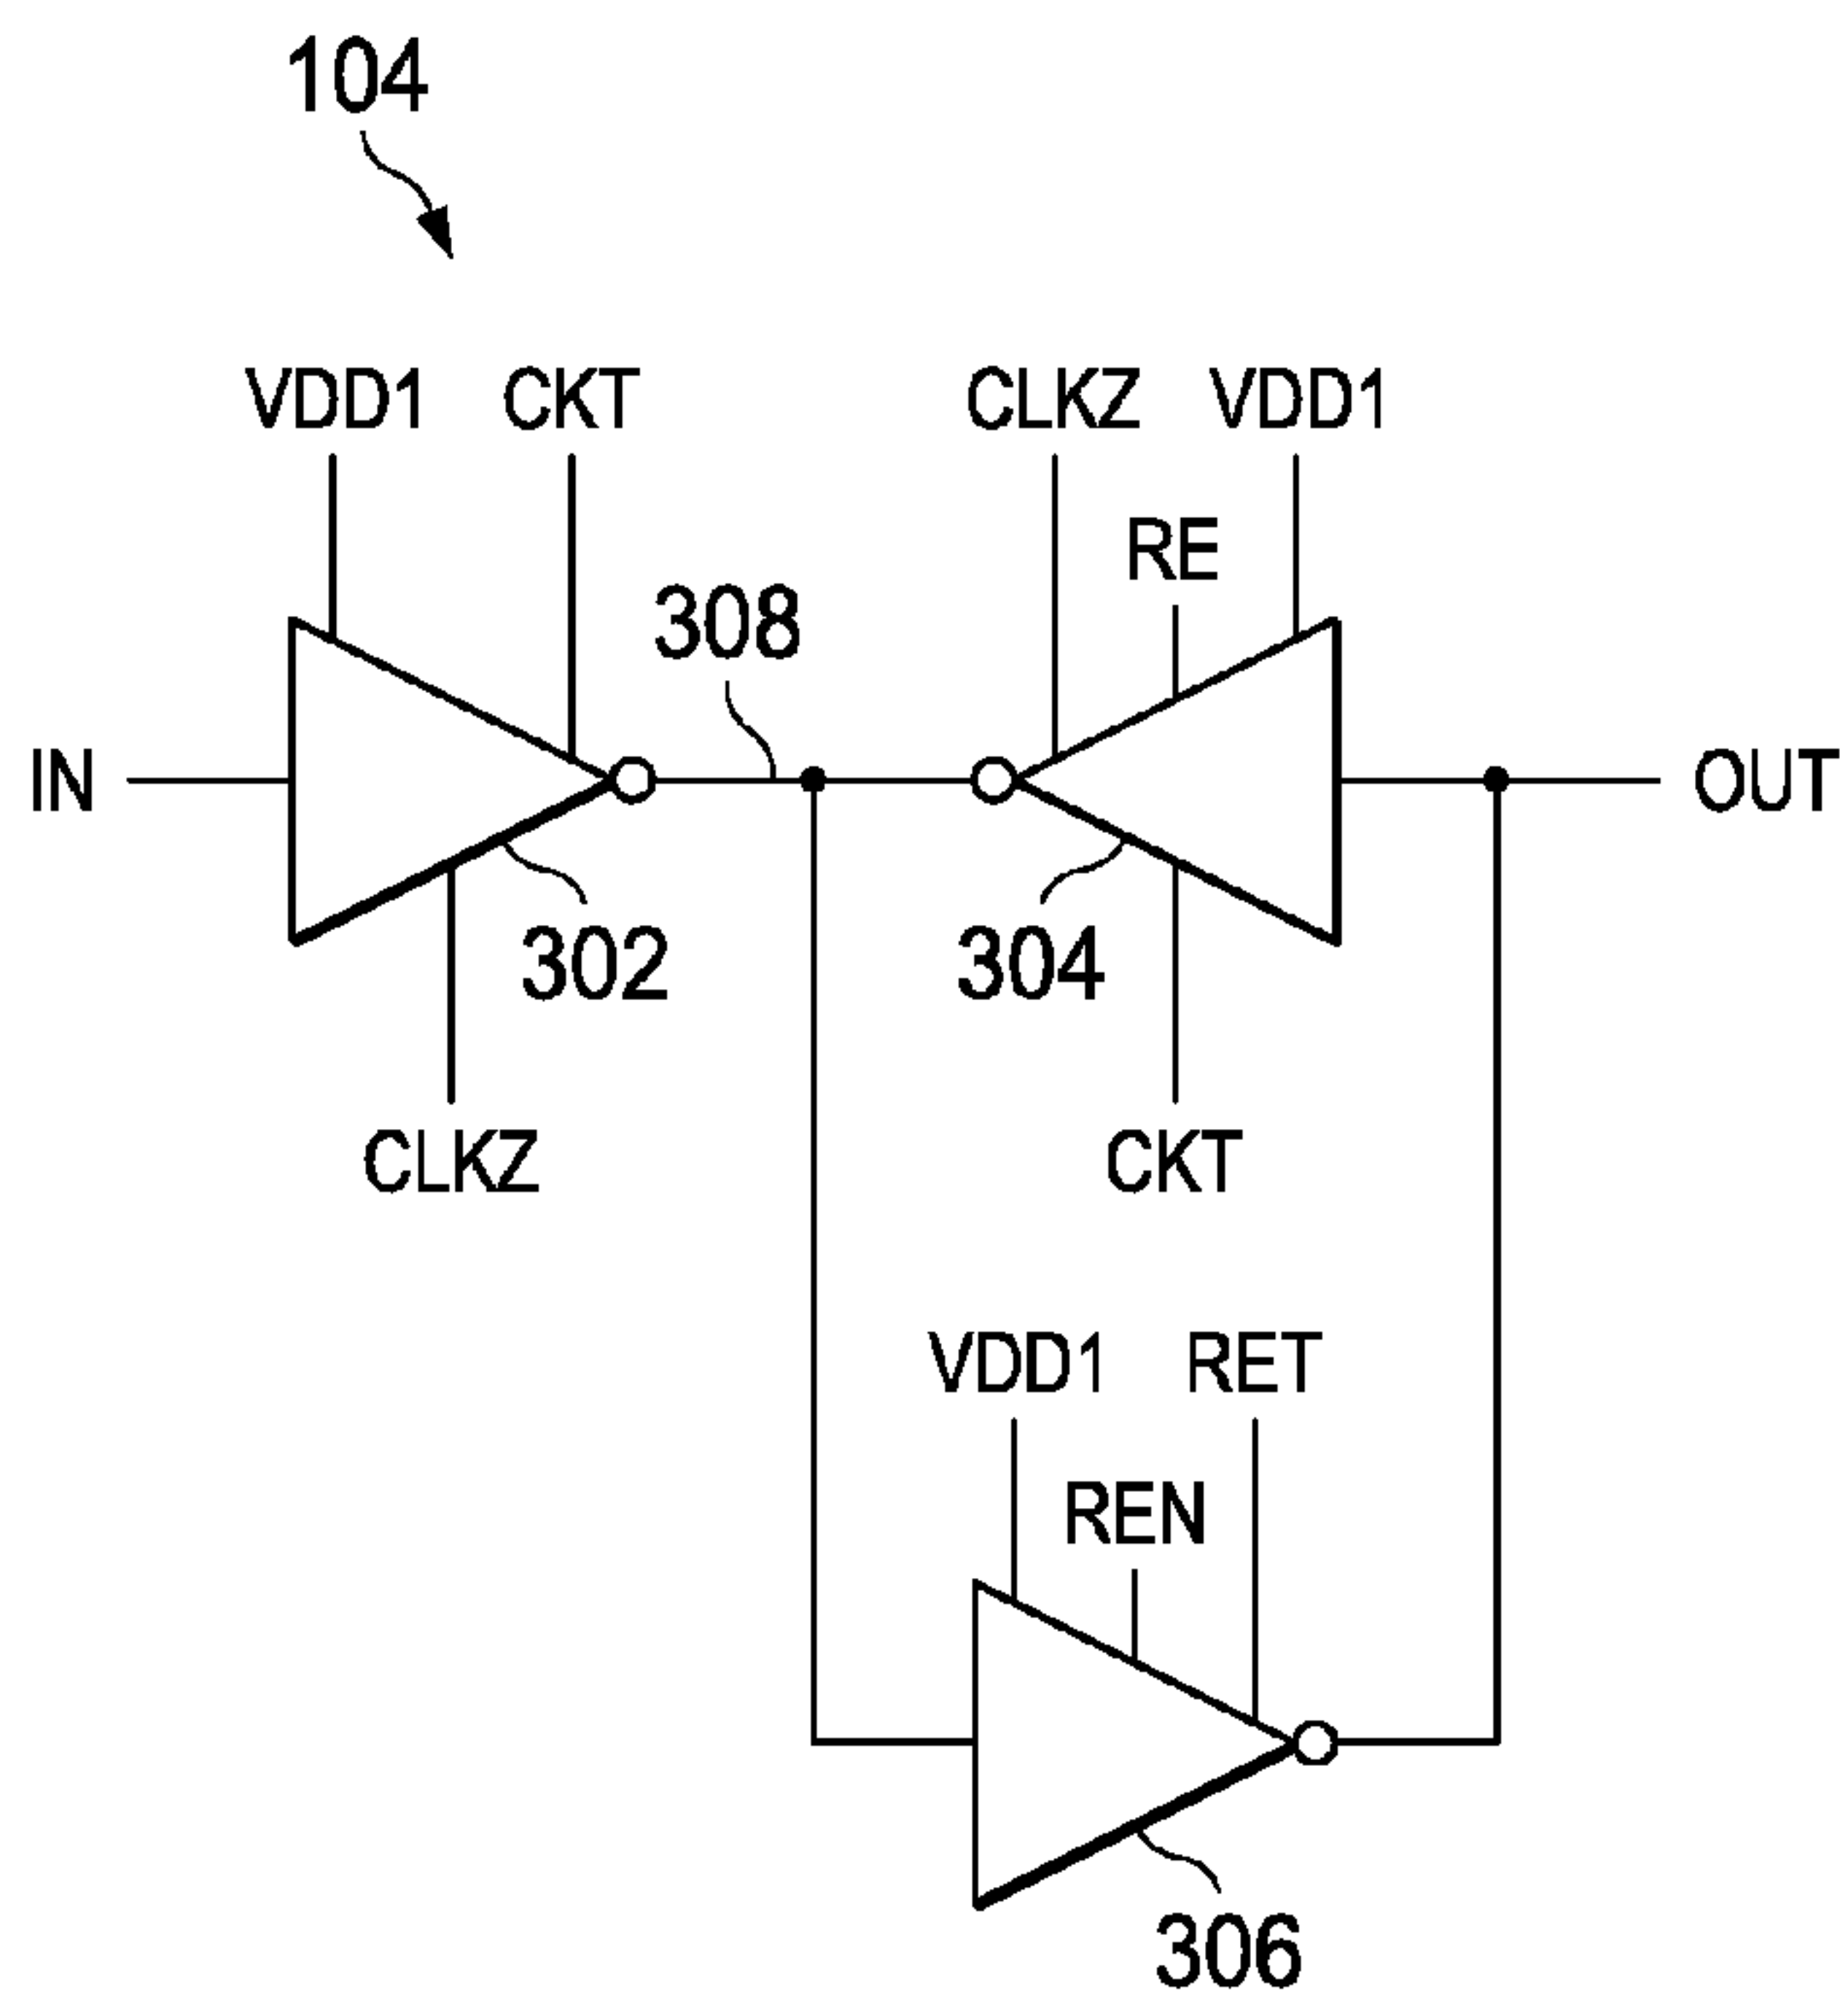 104
VDD1 CKT CLKZ VDD1
RE
308
IN OUT
302 304
CLKZ CKT
VDD1 RET
REN
306